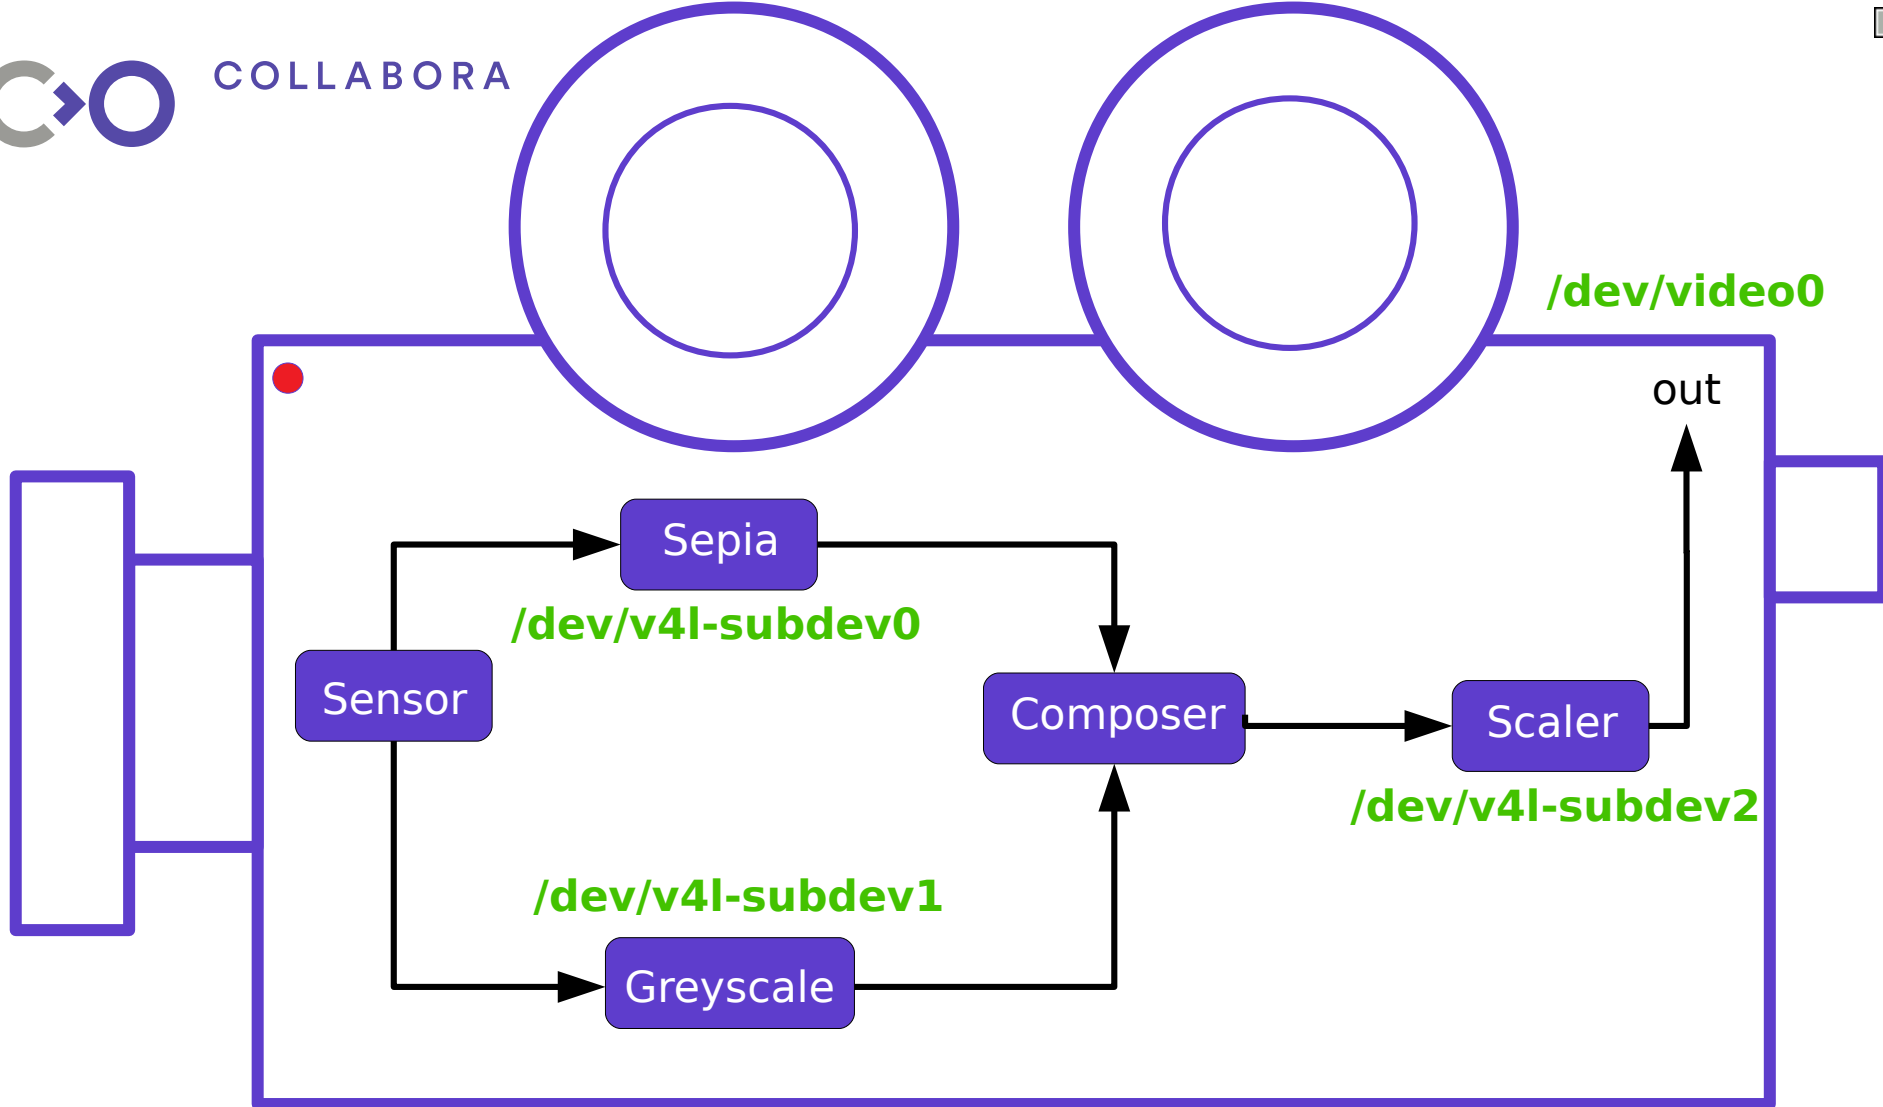 COLLABORA
/dev/video0
out
Sepia
/dev/v4l-subdev0
Sensor
Composer
Scaler
/dev/v4l-subdev2
/dev/v4l-subdev1
Greyscale